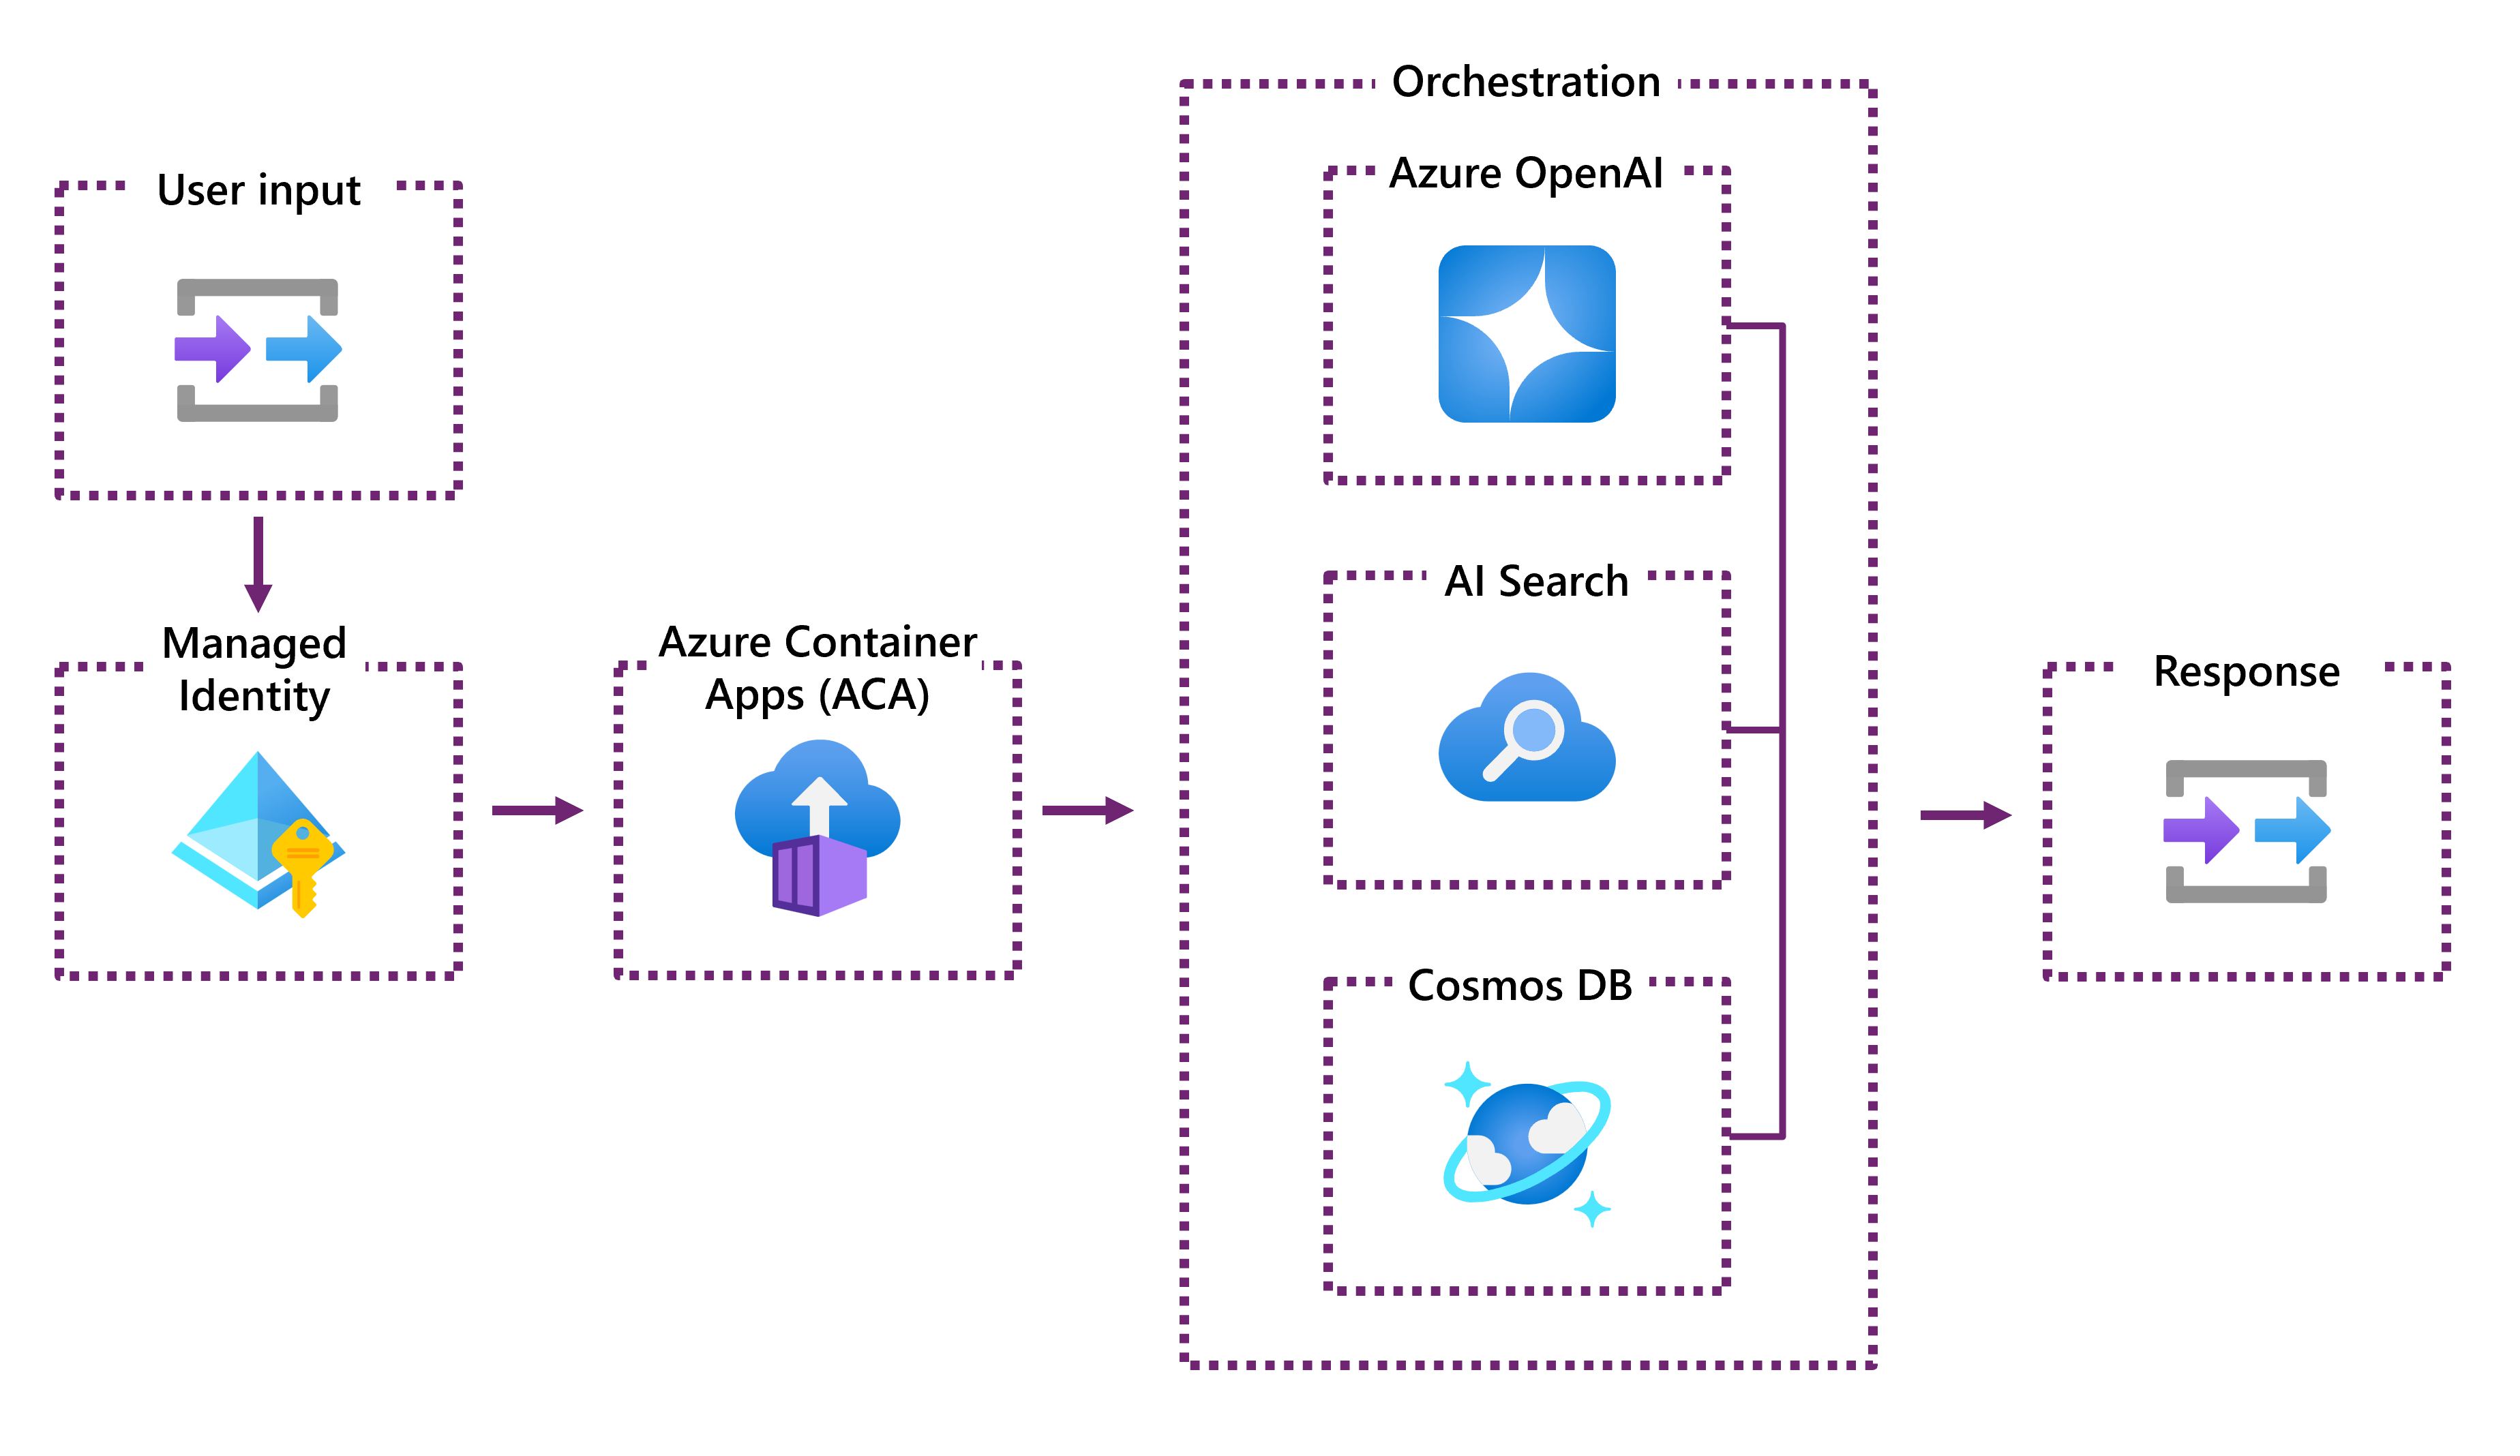 User input
Managed
Identity
Azure Container
Apps (ACA)
Orchestration
Azure OpenAI
AI Search
Cosmos DB
Response